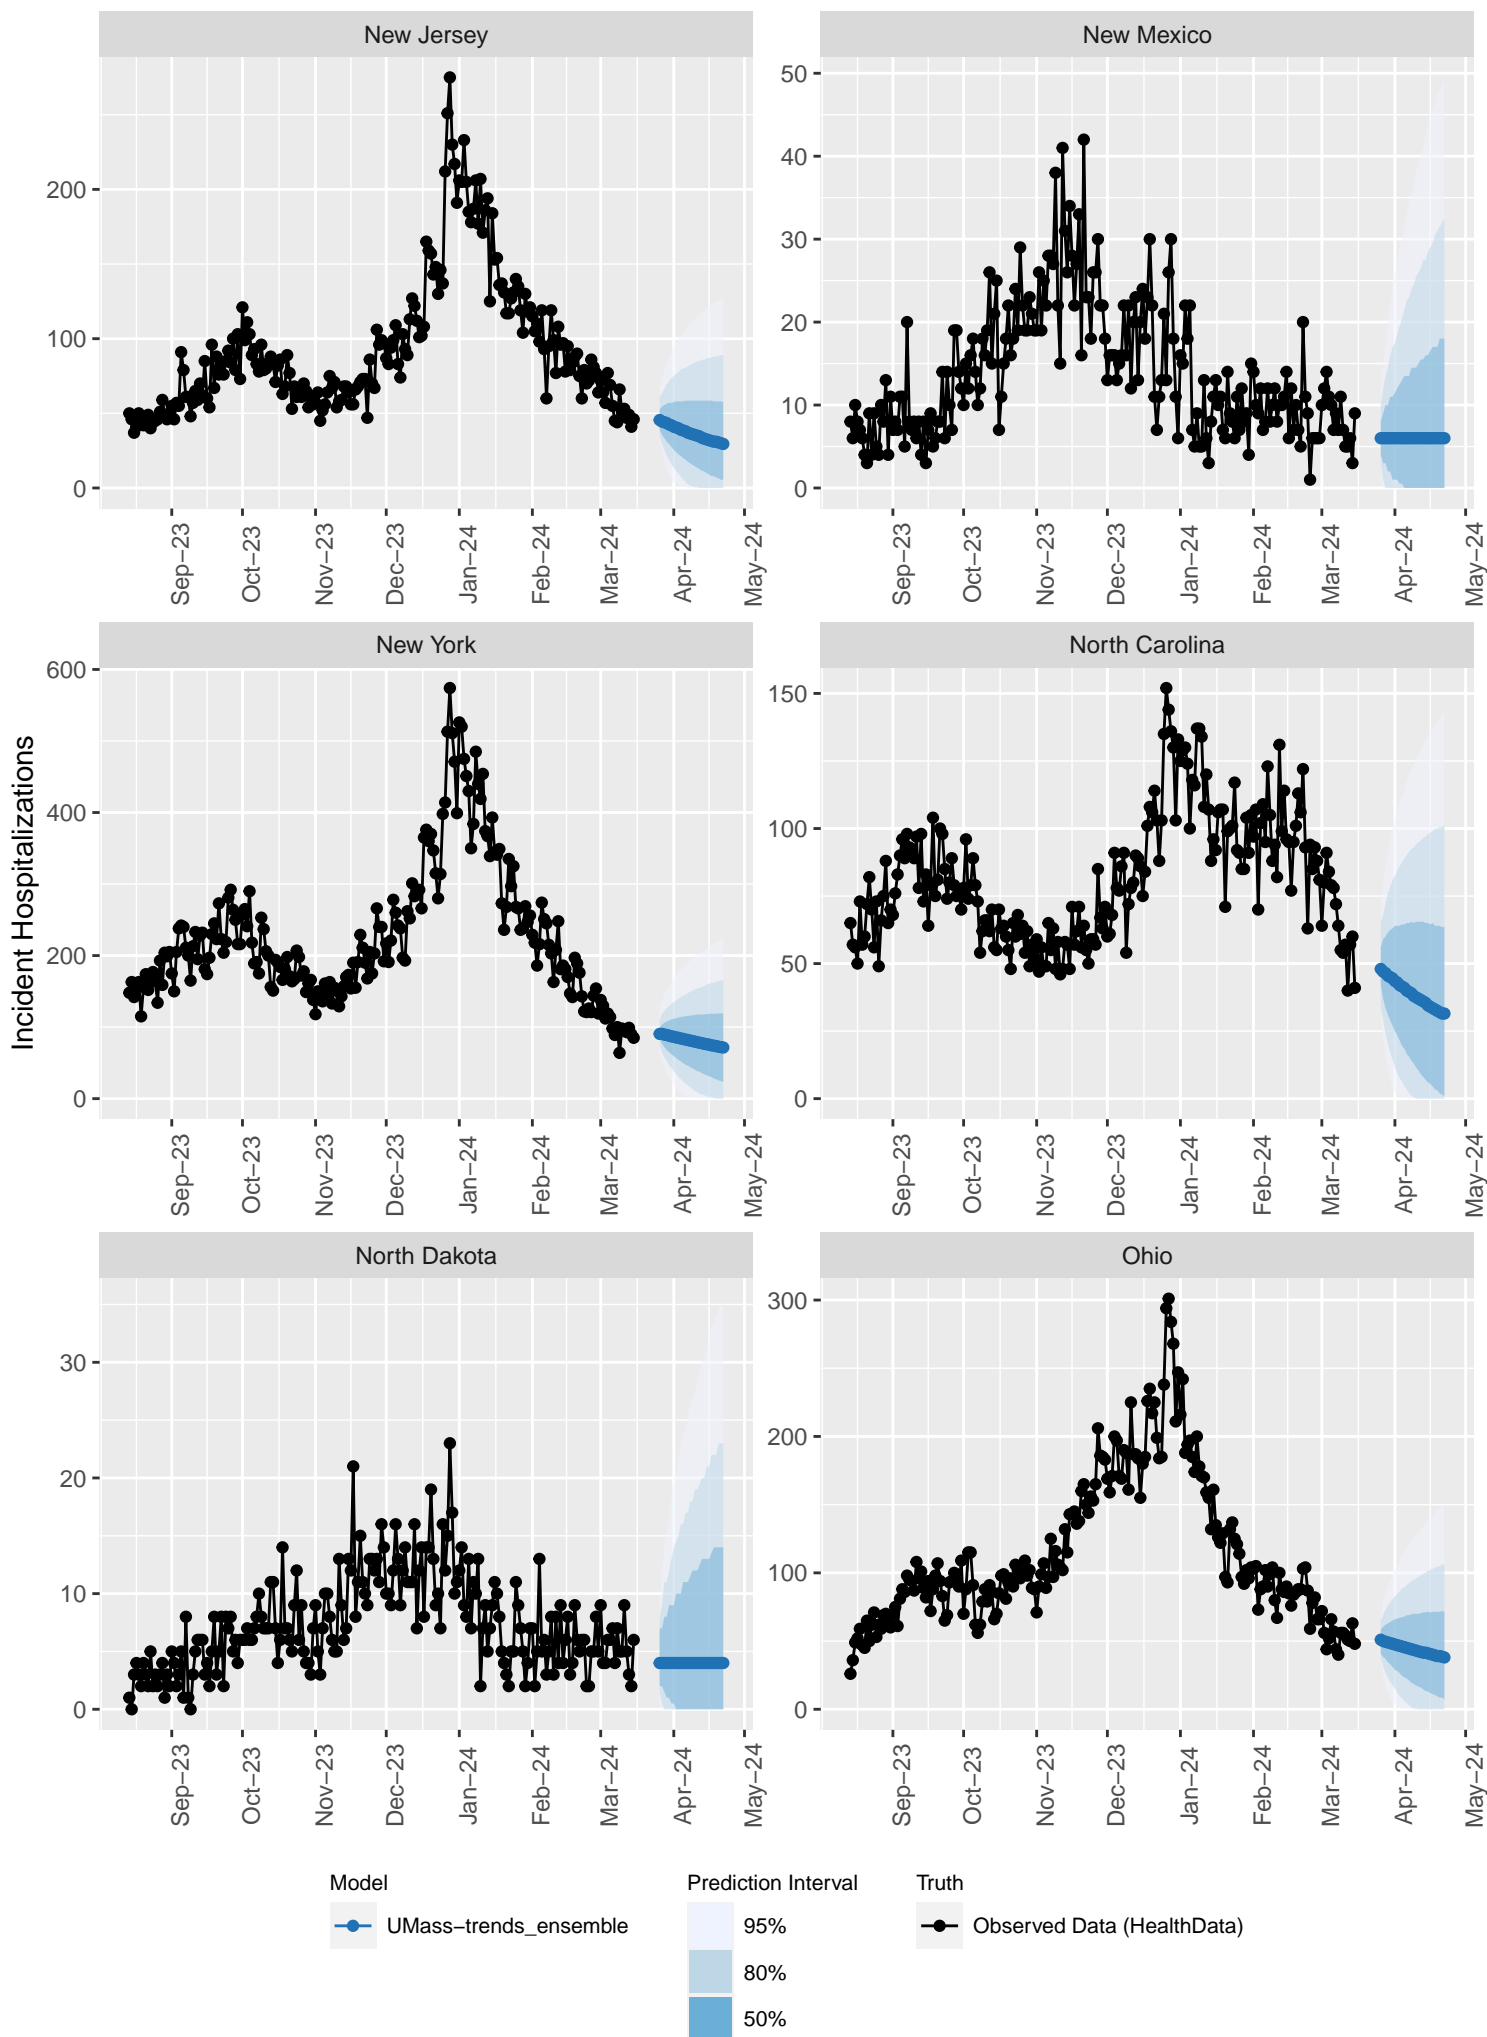 New Jersey
New Mexico
200
100
0
50
40
30
20
10
0
Sep−23
Oct−23
Nov−23
Dec−23
Jan−24
Feb−24
Mar−24
Apr−24
May−24
Sep−23
Oct−23
Nov−23
Dec−23
Jan−24
Feb−24
Mar−24
Apr−24
May−24
Incident Hospitalizations
New York
North Carolina
600
400
200
0
150
100
50
0
Sep−23
Oct−23
Nov−23
Dec−23
Jan−24
Feb−24
Mar−24
Apr−24
May−24
Sep−23
Oct−23
Nov−23
Dec−23
Jan−24
Feb−24
Mar−24
Apr−24
May−24
North Dakota
Ohio
30
20
10
0
300
200
100
0
Sep−23
Oct−23
Nov−23
Dec−23
Jan−24
Feb−24
Mar−24
Apr−24
May−24
Sep−23
Oct−23
Nov−23
Dec−23
Jan−24
Feb−24
Mar−24
Apr−24
May−24
Model
UMass−trends_ensemble
Prediction Interval
95%
80%
50%
Truth
Observed Data (HealthData)